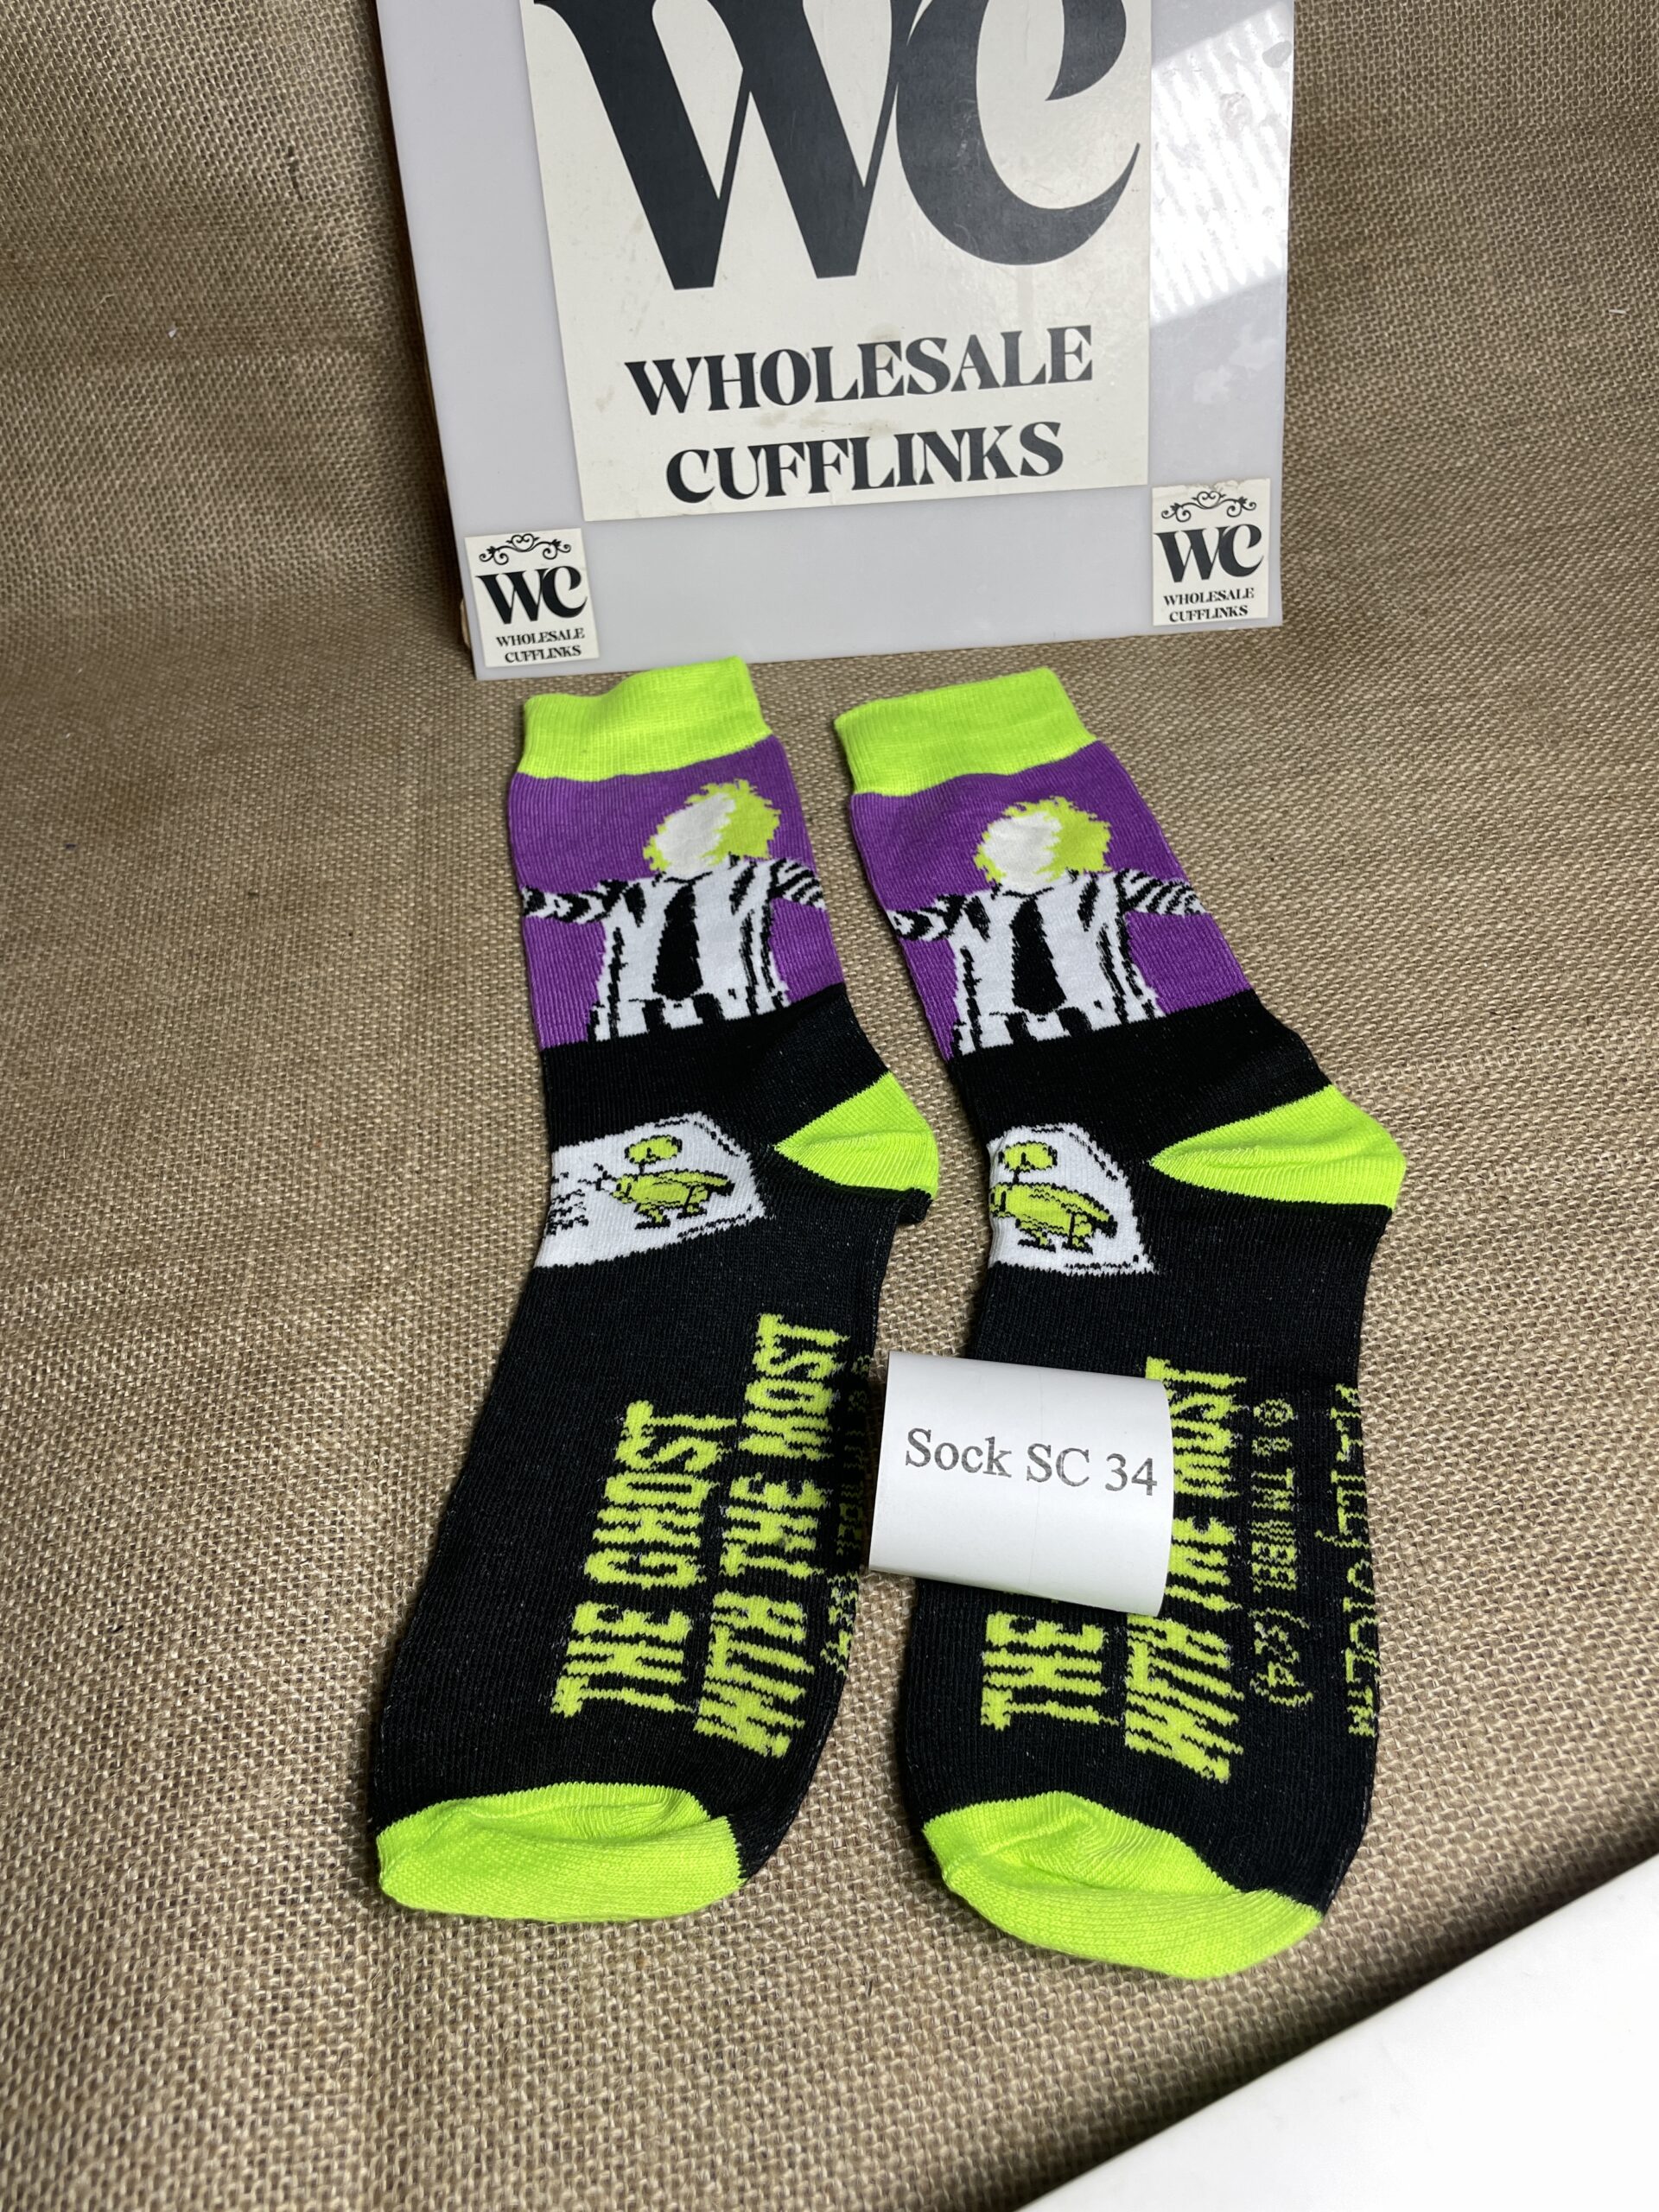 WC
WHOLESALE
CUFFLINKS
WC
WHOLESALE
CUFFLINKS
WC
WHOLESALE
CUFFLINKS
THE GHOST
WITH THE MOST
Sock SC 34
THE
WITH THE MOST
(s24)